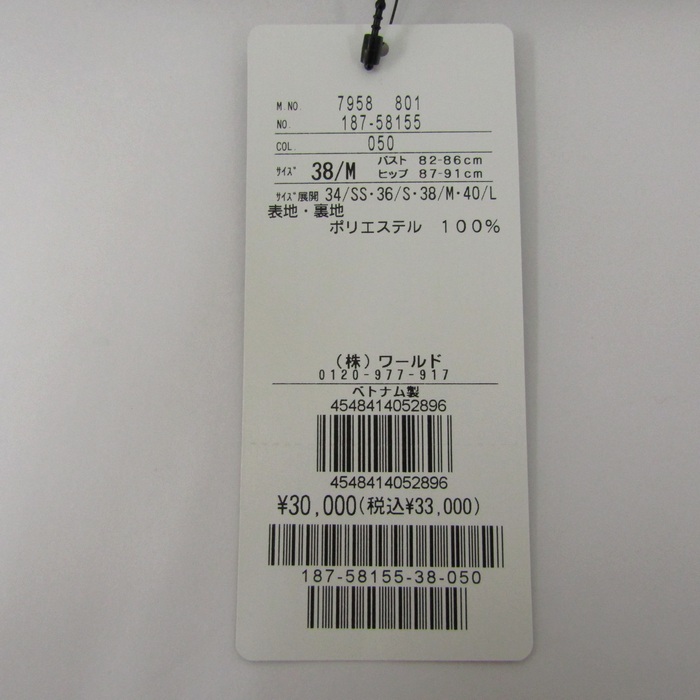 M.NO. 7958 801
NO. 187-58155
COL. 050
ｻｲｽﾞ 38/M バスト 82-86cm
ヒップ 87-91cm
ｻｲｽﾞ展開 34/SS・36/S・38/M・40/L
表地・裏地
ポリエステル １００％
（株）ワールド
0120-977-917
ベトナム製
4548414052896
4548414052896
¥30,000(税込¥33,000)
187-58155-38-050